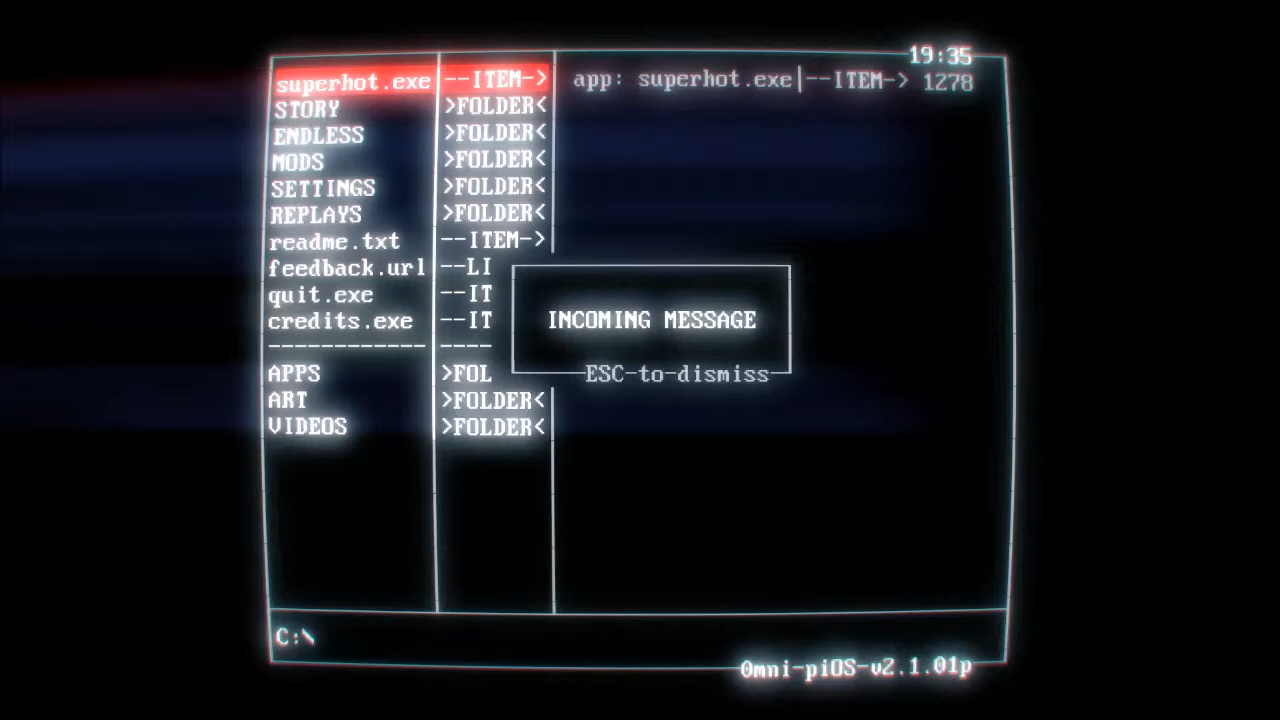 19:35
superhot.exe --ITEM-> app: superhot.exe|--ITEM-> 1278
STORY >FOLDER<
ENDLESS >FOLDER<
MODS >FOLDER<
SETTINGS >FOLDER<
REPLAYS >FOLDER<
readme.txt --ITEM->
feedback.url --LI
quit.exe --IT
INCOMING MESSAGE
credits.exe --IT
------------ ----
APPS >FOL
ESC-to-dismiss
ART >FOLDER<
VIDEOS >FOLDER<
C:\
0mni-piOS-v2.1.01p